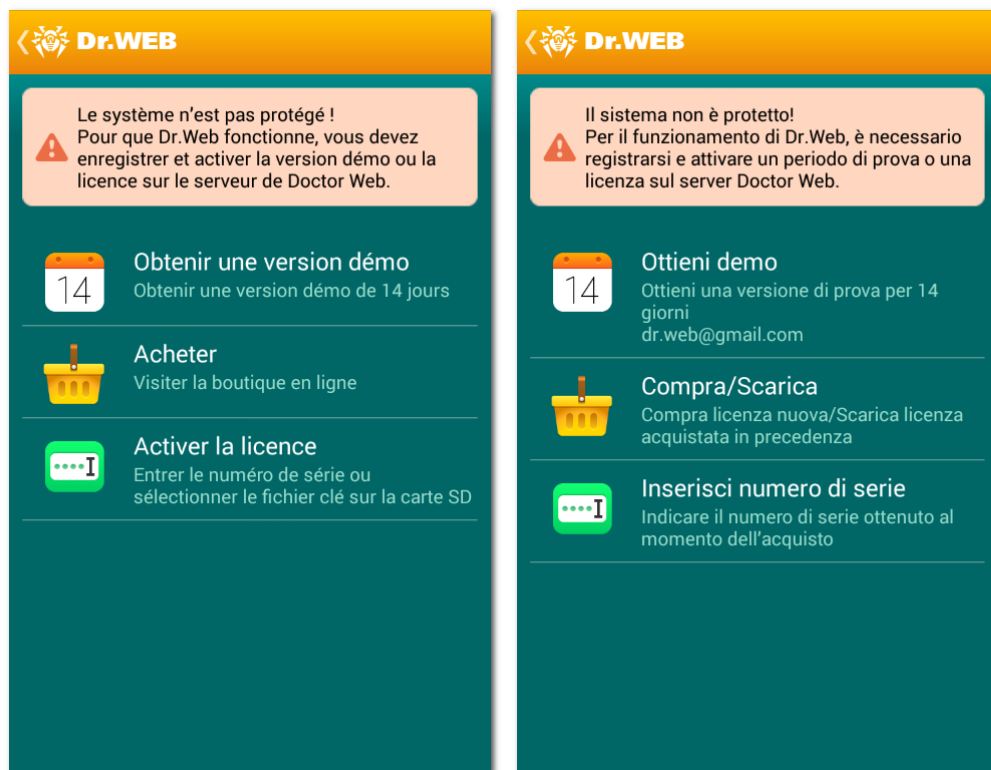 Dr.WEB
Le système n'est pas protégé !
Pour que Dr.Web fonctionne, vous devez
enregistrer et activer la version démo ou la
licence sur le serveur de Doctor Web.
14
Obtenir une version démo
Obtenir une version démo de 14 jours
Acheter
Visiter la boutique en ligne
Activer la licence
Entrer le numéro de série ou
sélectionner le fichier clé sur la carte SD
Dr.WEB
Il sistema non è protetto!
Per il funzionamento di Dr.Web, è necessario
registrarsi e attivare un periodo di prova o una
licenza sul server Doctor Web.
14
Ottieni demo
Ottieni una versione di prova per 14
giorni
dr.web@gmail.com
Compra/Scarica
Compra licenza nuova/Scarica licenza
acquistata in precedenza
Inserisci numero di serie
Indicare il numero di serie ottenuto al
momento dell'acquisto